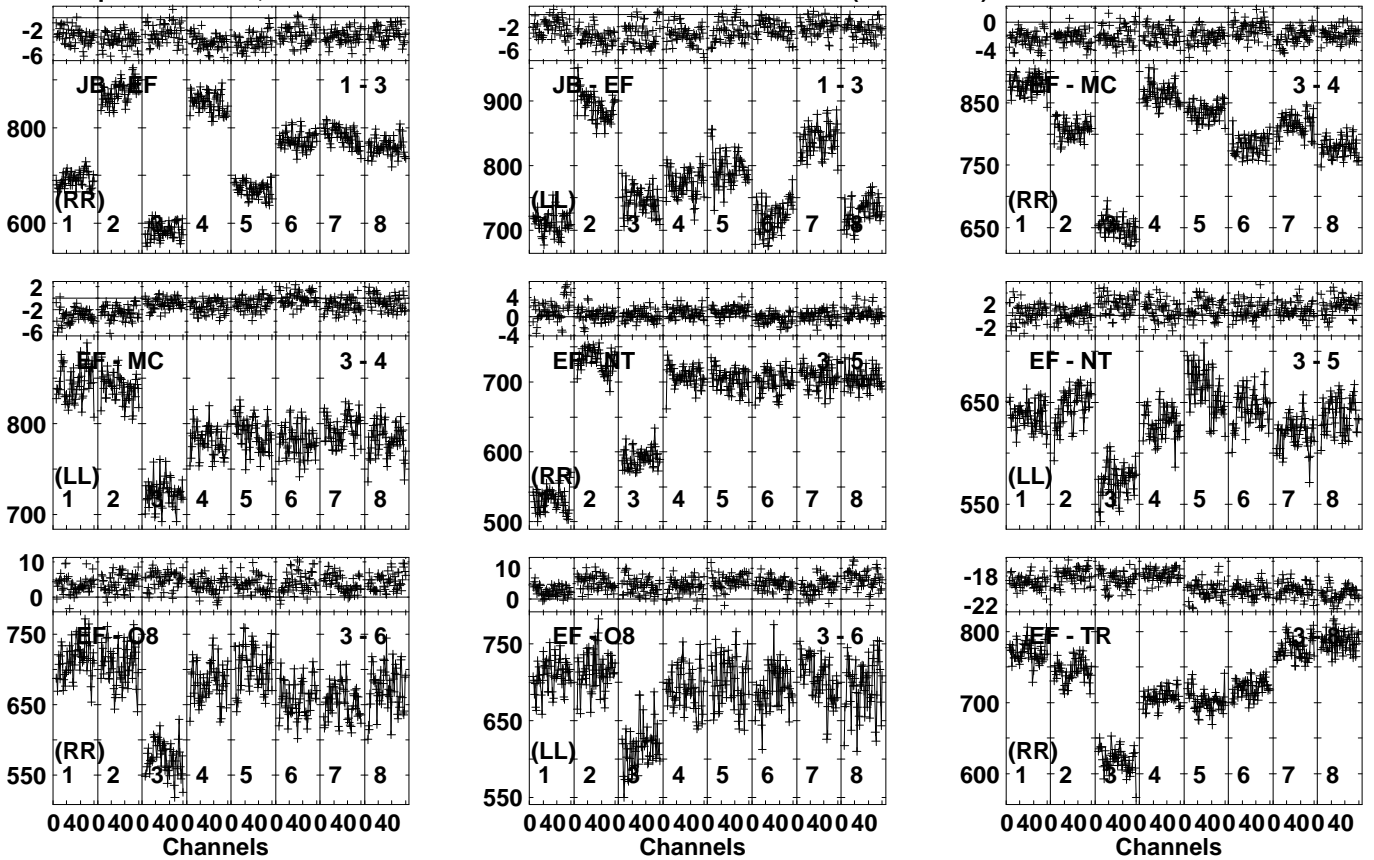 -2
-6
JB - EF 1 - 3
800
600
(RR)
1 2 3 4 5 6 7 8
-2
-6
JB - EF 1 - 3
900
800
700
(LL)
1 2 3 4 5 6 7 8
0
-4
EF - MC 3 - 4
850
750
650
(RR)
1 2 3 4 5 6 7 8
2
-2
-6
EF - MC 3 - 4
800
700
(LL)
1 2 3 4 5 6 7 8
4
0
-4
EF - NT 3 - 5
700
600
500
(RR)
1 2 3 4 5 6 7 8
2
-2
EF - NT 3 - 5
650
550
(LL)
1 2 3 4 5 6 7 8
10
0
EF - O8 3 - 6
750
650
550
(RR)
1 2 3 4 5 6 7 8
0 40 0 40 0 40 0 40 0 40 0 40 0 40 0 40
Channels
10
0
EF - O8 3 - 6
750
650
550
(LL)
1 2 3 4 5 6 7 8
0 40 0 40 0 40 0 40 0 40 0 40 0 40 0 40
Channels
-18
-22
EF - TR
800
700
600
(RR)
1 2 3 4 5 6 7 8
0 40 0 40 0 40 0 40 0 40 0 40 0 40 0 40
Channels